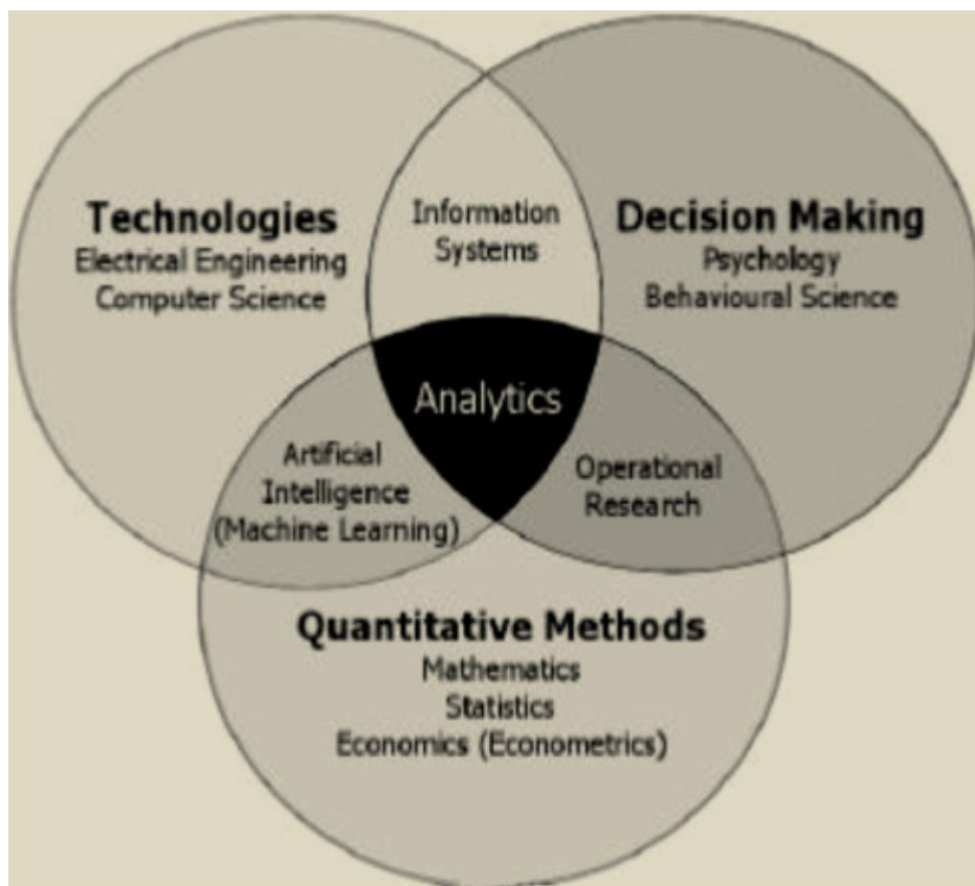 Technologies
Electrical Engineering
Computer Science
Information
Systems
Decision Making
Psychology
Behavioural Science
Analytics
Artificial
Intelligence
(Machine Learning)
Operational
Research
Quantitative Methods
Mathematics
Statistics
Economics (Econometrics)